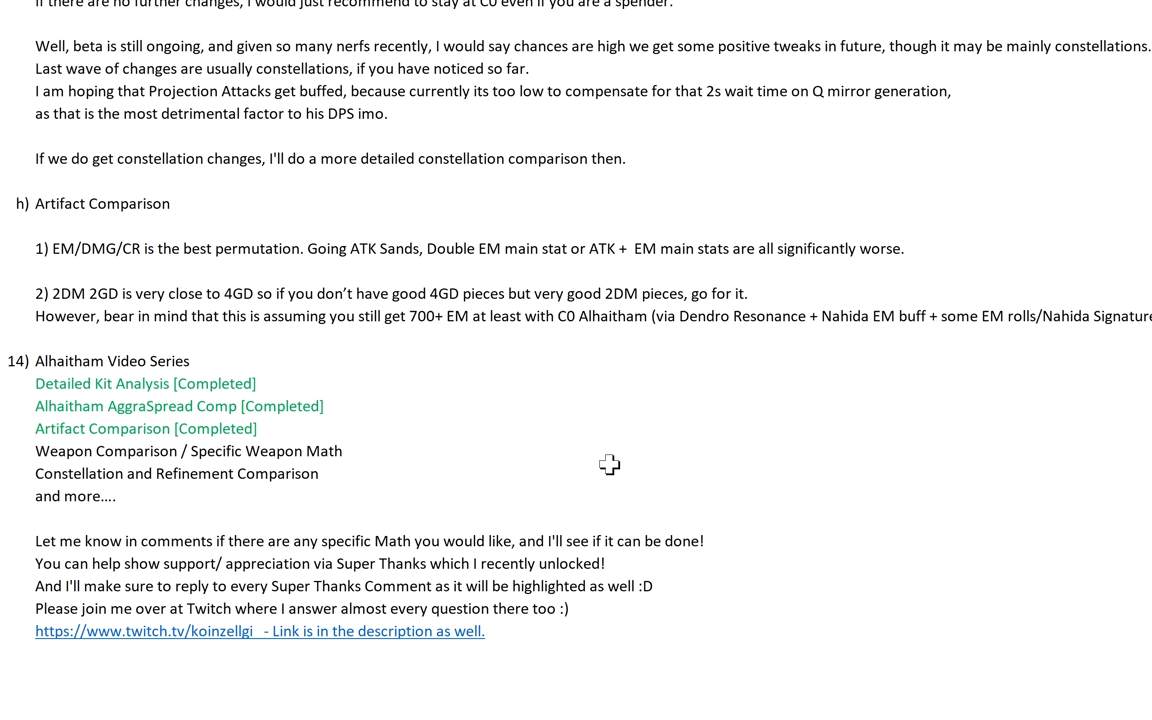 If there are no further changes, I would just recommend to stay at C0 even if you are a spender.
Well, beta is still ongoing, and given so many nerfs recently, I would say chances are high we get some positive tweaks in future, though it may be mainly constellations.
Last wave of changes are usually constellations, if you have noticed so far.
I am hoping that Projection Attacks get buffed, because currently its too low to compensate for that 2s wait time on Q mirror generation,
as that is the most detrimental factor to his DPS imo.
If we do get constellation changes, I'll do a more detailed constellation comparison then.
h) Artifact Comparison
1) EM/DMG/CR is the best permutation. Going ATK Sands, Double EM main stat or ATK +  EM main stats are all significantly worse.
2) 2DM 2GD is very close to 4GD so if you don’t have good 4GD pieces but very good 2DM pieces, go for it.
However, bear in mind that this is assuming you still get 700+ EM at least with C0 Alhaitham (via Dendro Resonance + Nahida EM buff + some EM rolls/Nahida Signature
14) Alhaitham Video Series
Detailed Kit Analysis [Completed]
Alhaitham AggraSpread Comp [Completed]
Artifact Comparison [Completed]
Weapon Comparison / Specific Weapon Math
Constellation and Refinement Comparison
and more….
Let me know in comments if there are any specific Math you would like, and I'll see if it can be done!
You can help show support/ appreciation via Super Thanks which I recently unlocked!
And I'll make sure to reply to every Super Thanks Comment as it will be highlighted as well :D
Please join me over at Twitch where I answer almost every question there too :)
https://www.twitch.tv/koinzellgi  - Link is in the description as well.